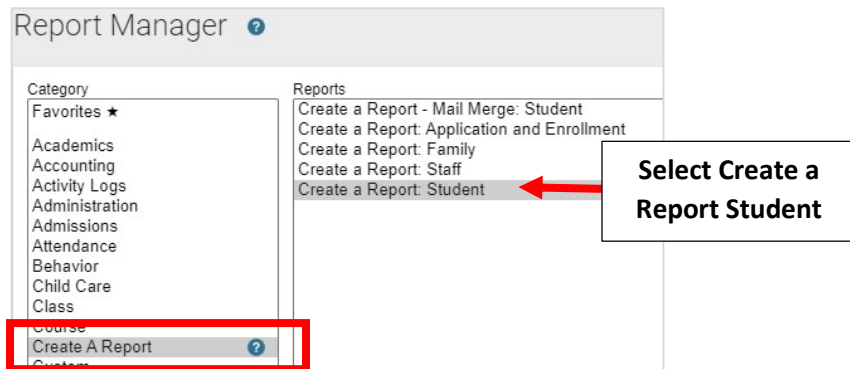 Report Manager ?
Category
Favorites ★
Academics
Accounting
Activity Logs
Administration
Admissions
Attendance
Behavior
Child Care
Class
Course
Create A Report ?
Custom
Reports
Create a Report - Mail Merge: Student
Create a Report: Application and Enrollment
Create a Report: Family
Create a Report: Staff
Create a Report: Student
Select Create a
Report Student